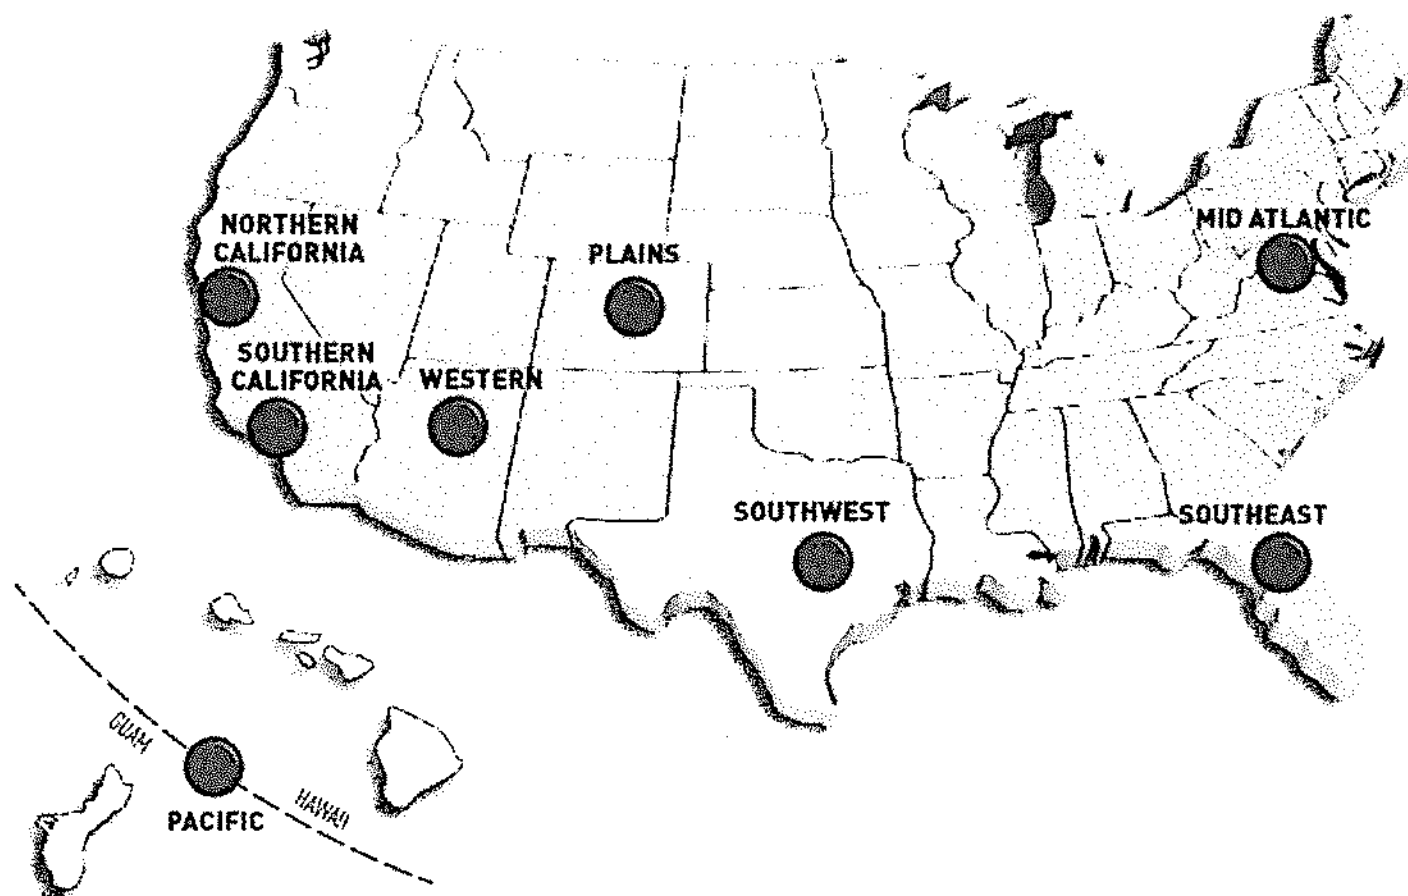 NORTHERN
CALIFORNIA
PLAINS
MID ATLANTIC
SOUTHERN
CALIFORNIA
WESTERN
SOUTHWEST
SOUTHEAST
GUAM
HAWAII
PACIFIC